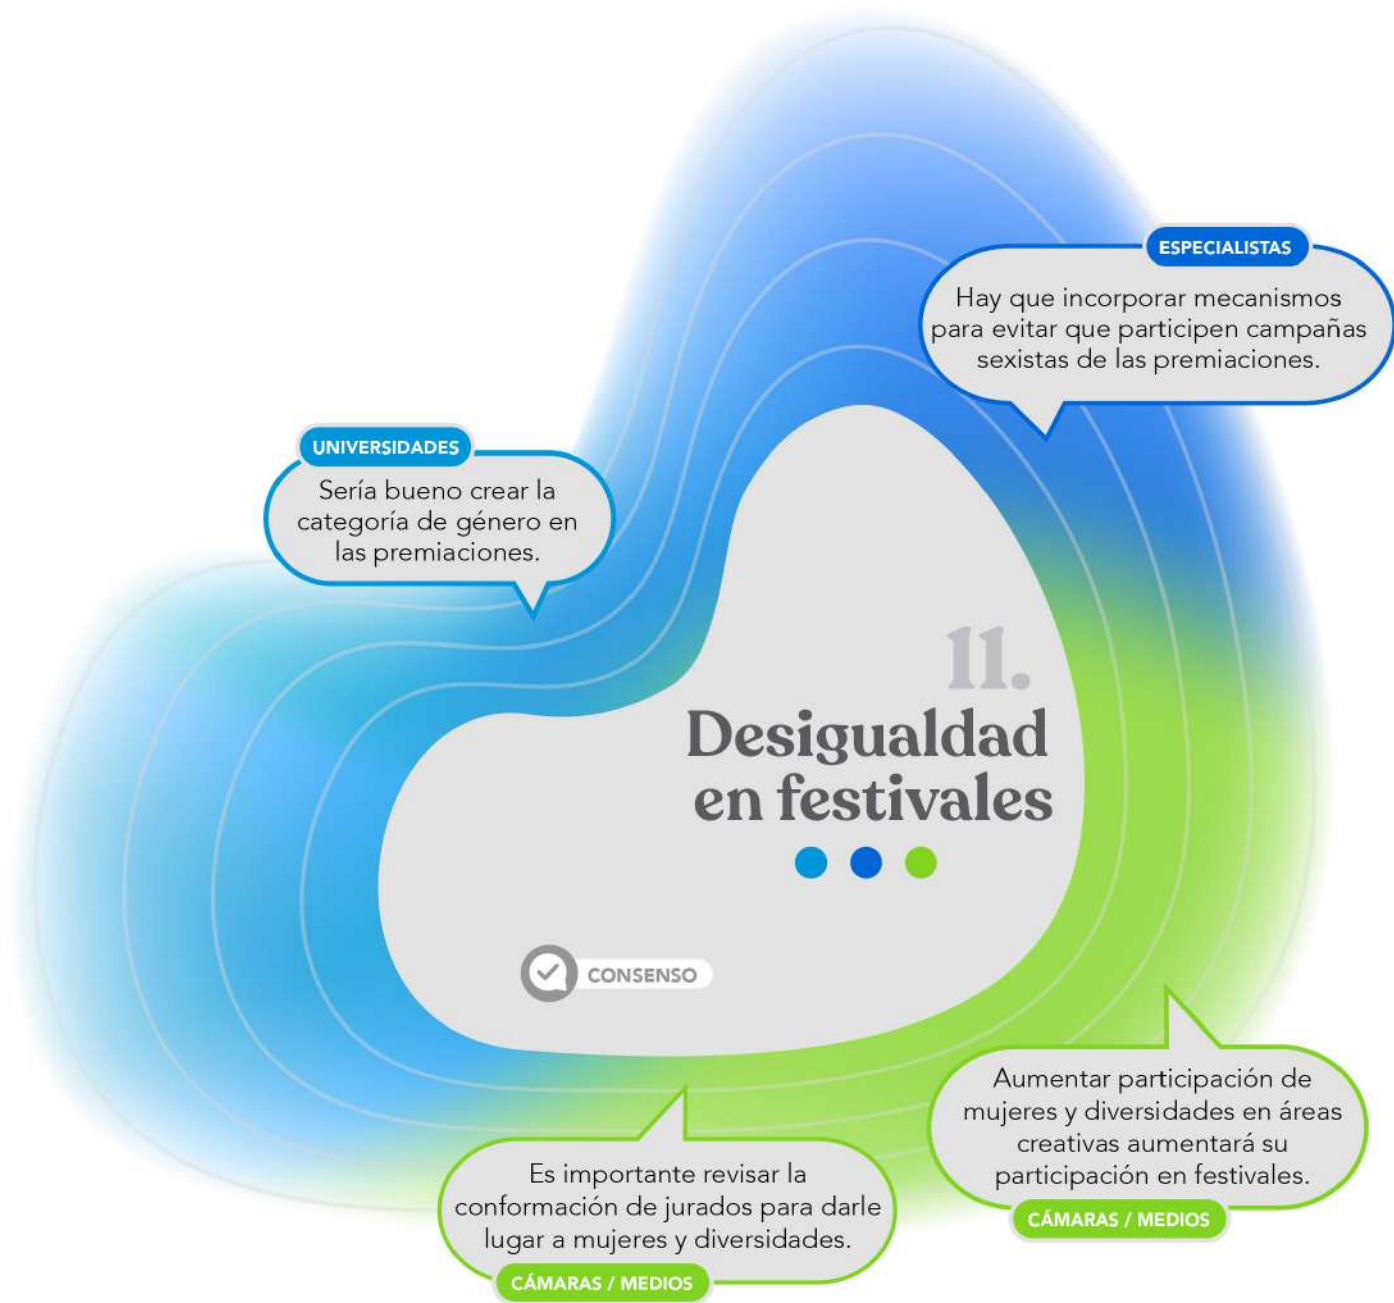 ESPECIALISTAS
Hay que incorporar mecanismos
para evitar que participen campañas
sexistas de las premiaciones.
UNIVERSIDADES
Sería bueno crear la
categoría de género en
las premiaciones.
11.
Desigualdad
en festivales
CONSENSO
Aumentar participación de
mujeres y diversidades en áreas
creativas aumentará su
participación en festivales.
CÁMARAS / MEDIOS
Es importante revisar la
conformación de jurados para darle
lugar a mujeres y diversidades.
CÁMARAS / MEDIOS